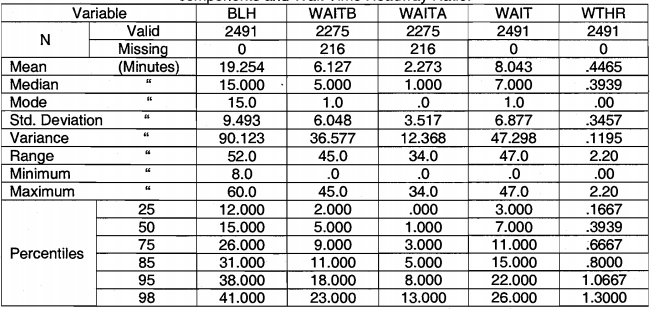 Variable BLH WAITB WAITA WAIT WTHR
N Valid 2491 2275 2275 2491 2491
Missing 0 216 216 0 0
Mean (Minutes) 19.254 6.127 2.273 8.043 .4465
Median “ 15.000 5.000 1.000 7.000 .3939
Mode “ 15.0 1.0 .0 1.0 .00
Std. Deviation “ 9.493 6.048 3.517 6.877 .3457
Variance “ 90.123 36.577 12.368 47.298 .1195
Range “ 52.0 45.0 34.0 47.0 2.20
Minimum “ 8.0 .0 .0 .0 .00
Maximum “ 60.0 45.0 34.0 47.0 2.20
Percentiles 25 12.000 2.000 .000 3.000 .1667
50 15.000 5.000 1.000 7.000 .3939
75 26.000 9.000 3.000 11.000 .6667
85 31.000 11.000 5.000 15.000 .8000
95 38.000 18.000 8.000 22.000 1.0667
98 41.000 23.000 13.000 26.000 1.3000